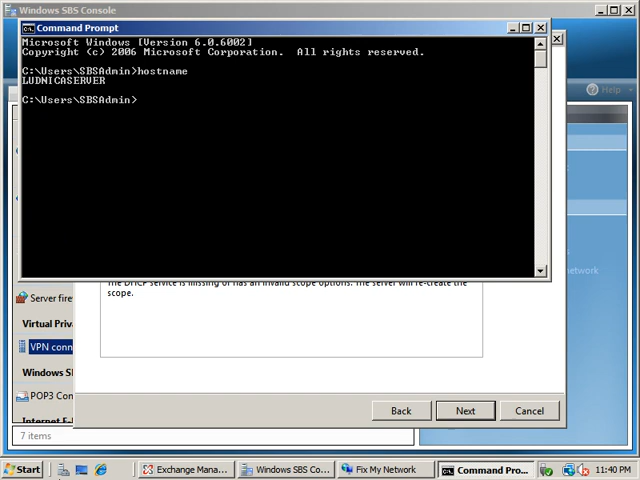 Windows SBS Console
Command Prompt
Microsoft Windows [Version 6.0.6002]
Copyright (c) 2006 Microsoft Corporation.  All rights reserved.
C:\Users\SBSAdmin>hostname
LUDNICASERVER
C:\Users\SBSAdmin>
Help
network
The DHCP service is missing or has an invalid scope options. The server will re-create the
scope.
Server fire
Virtual Priva
VPN conn
Windows S
POP3 Con
Internet E-
Back
Next
Cancel
7 items
Start
Exchange Mana...
Windows SBS Co...
Fix My Network
Command Pro...
11:40 PM